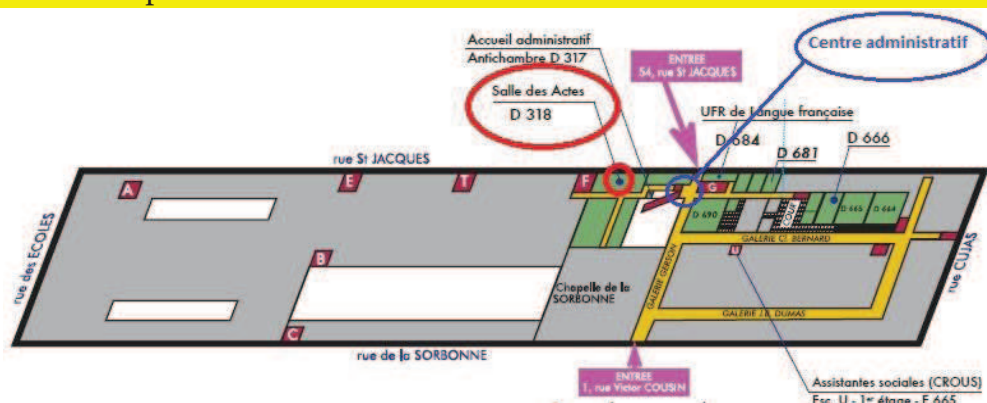 Accueil administratif
Antichambre D 317
ENTREE
54, rue St JACQUES
Centre administratif
Salle des Actes
D 318
UFR de Langue française
D 684
D 681
D 666
rue St JACQUES
A
E
T
F
G
D 690
COUR
D 665
D 664
rue des ECOLES
B
GALERIE Cl. BERNARD
GALERIE GERSON
Chapelle de la
SORBONNE
GALERIE J.B. DUMAS
rue CUJAS
C
rue de la SORBONNE
ENTREE
1, rue Victor COUSIN
Assistantes sociales (CROUS)
Esc. U - 1er étage - F 665